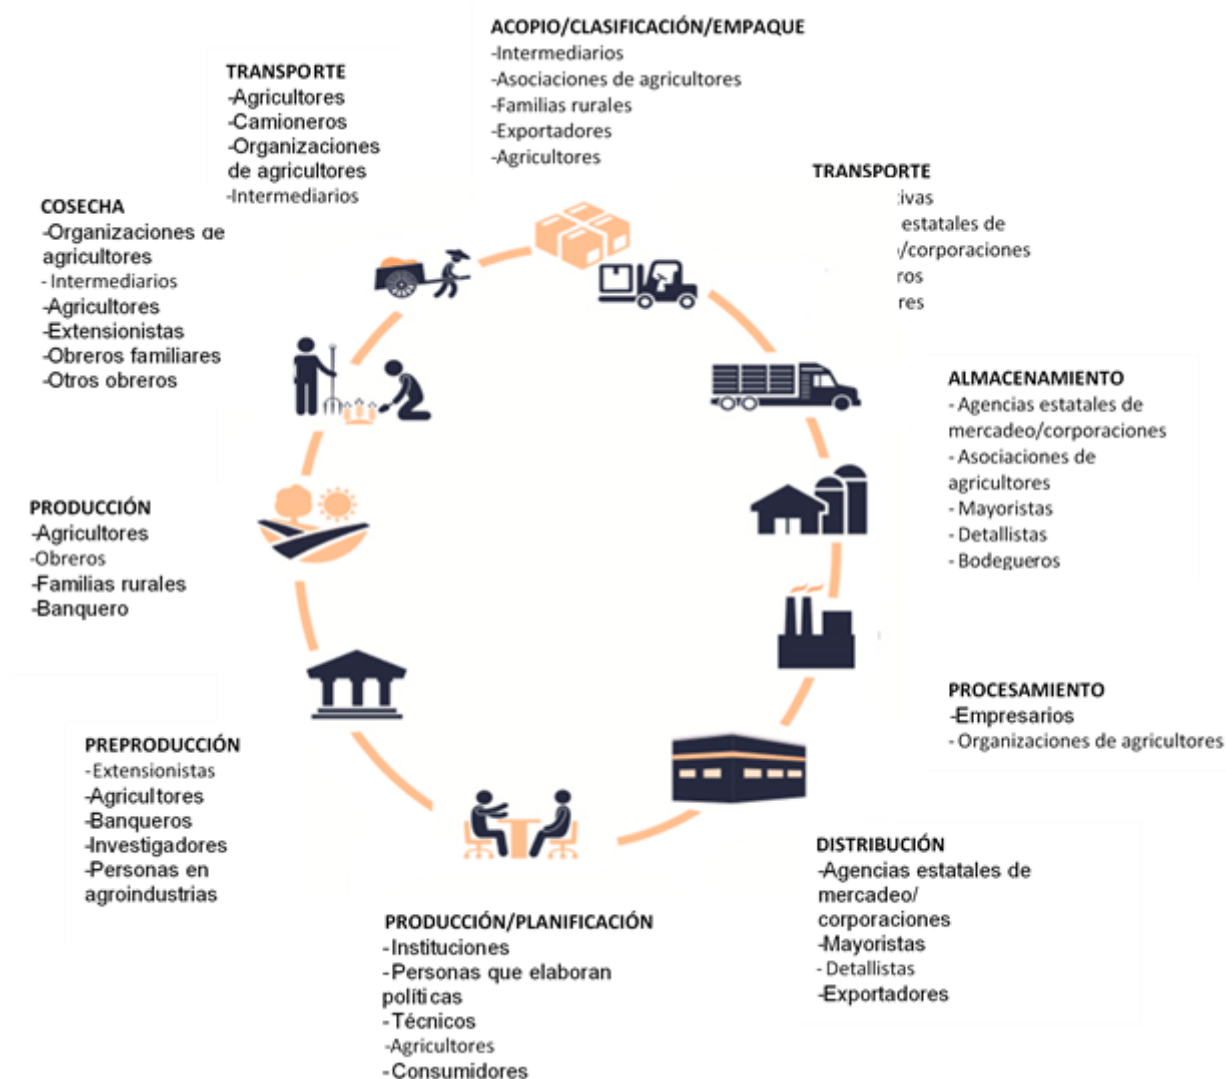 ACOPIO/CLASIFICACIÓN/EMPAQUE
-Intermediarios
-Asociaciones de agricultores
-Familias rurales
-Exportadores
-Agricultores
TRANSPORTE
-Agricultores
-Camioneros
-Organizaciones
de agricultores
-Intermediarios
TRANSPORTE
estatales de
/corporaciones
COSECHA
-Organizaciones de
agricultores
- Intermediarios
-Agricultores
-Extensionistas
-Obreros familiares
-Otros obreros
ALMACENAMIENTO
- Agencias estatales de
mercadeo/corporaciones
- Asociaciones de
agricultores
- Mayoristas
- Detallistas
- Bodegueros
PRODUCCIÓN
-Agricultores
-Obreros
-Familias rurales
-Banquero
PROCESAMIENTO
-Empresarios
- Organizaciones de agricultores
PREPRODUCCIÓN
-Extensionistas
-Agricultores
-Banqueros
-Investigadores
-Personas en
agroindustrias
DISTRIBUCIÓN
-Agencias estatales de
mercadeo/
corporaciones
-Mayoristas
- Detallistas
-Exportadores
PRODUCCIÓN/PLANIFICACIÓN
-Instituciones
-Personas que elaboran
políticas
-Técnicos
-Agricultores
-Consumidores